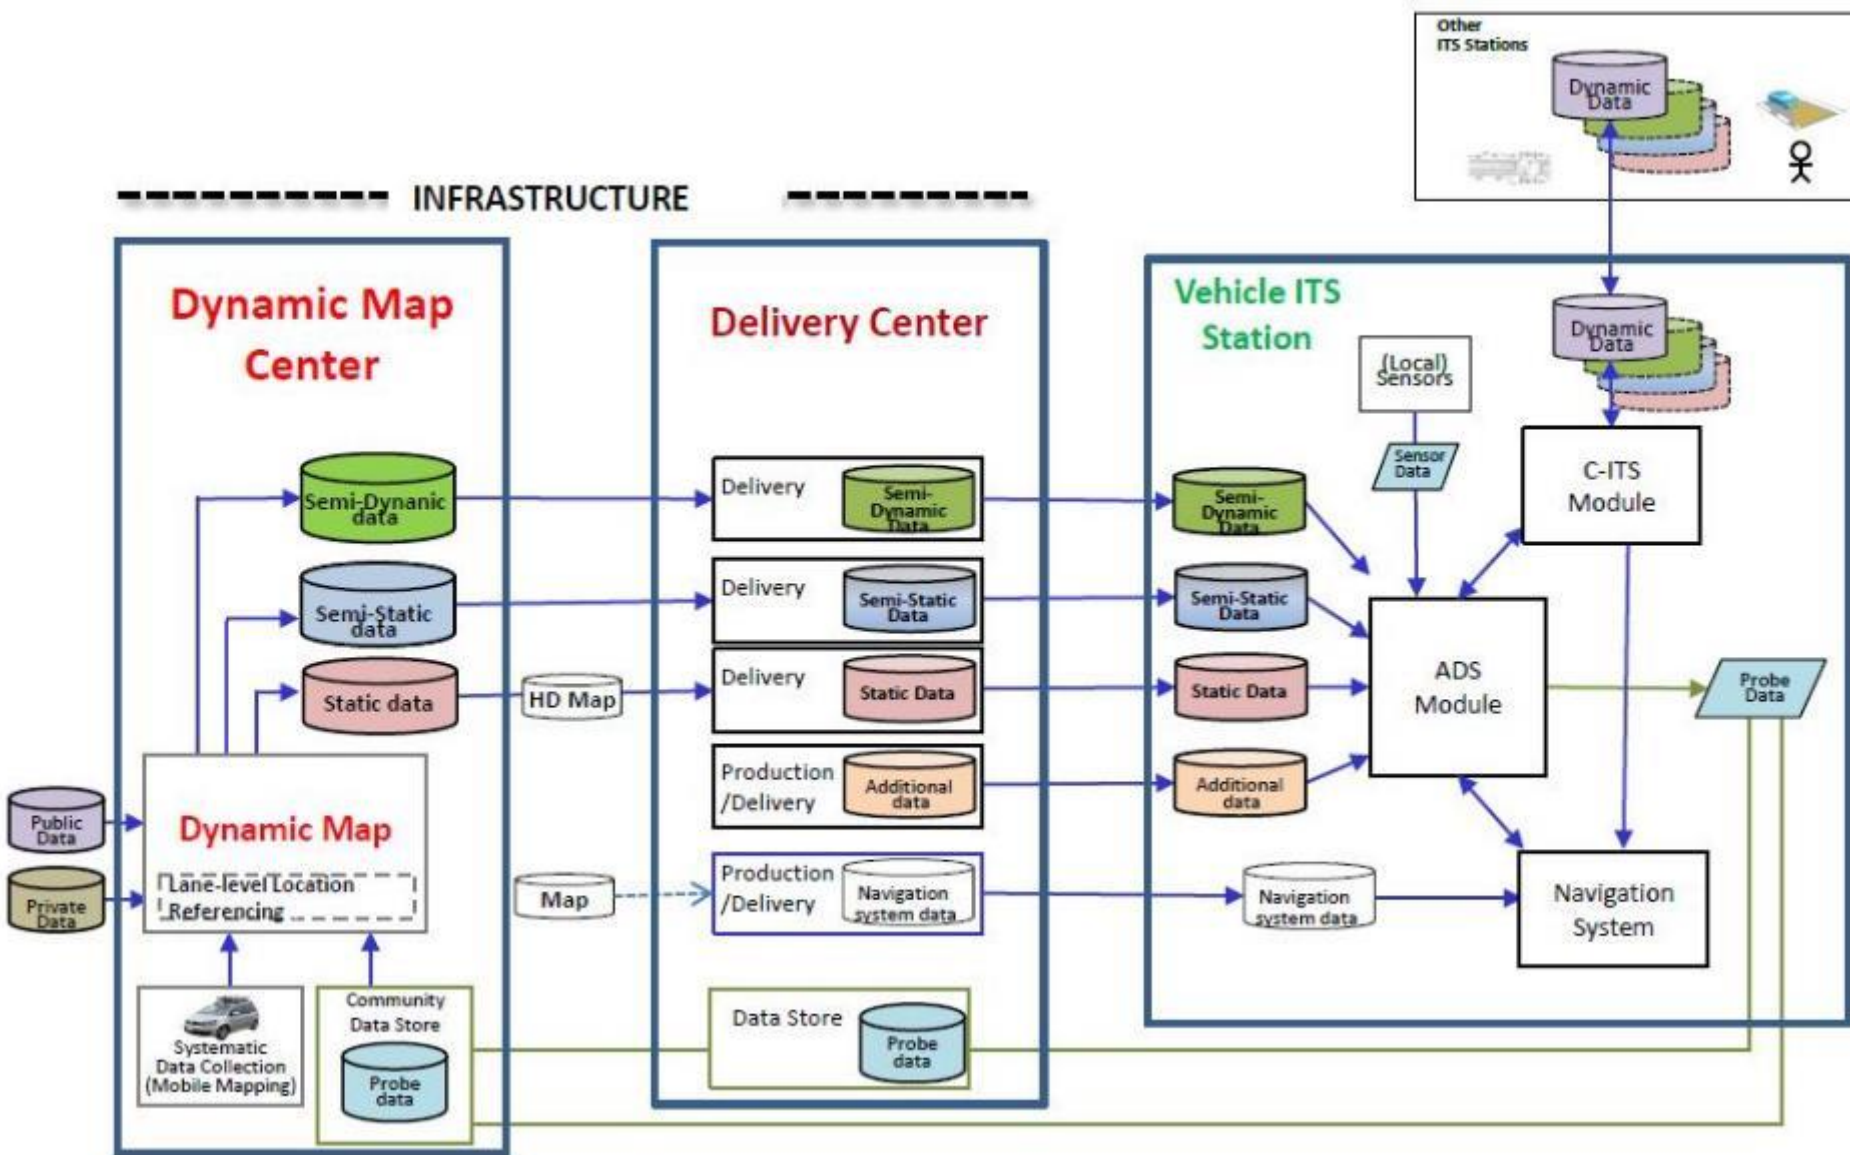 Other
ITS Stations
Dynamic
Data
INFRASTRUCTURE
Dynamic Map
Center
Semi-Dynanic
data
Semi-Static
data
Static data
HD Map
Public
Data
Private
Data
Dynamic Map
Lane-level Location
Referencing
Map
Systematic
Data Collection
(Mobile Mapping)
Community
Data Store
Probe
data
Delivery Center
Delivery
Semi-
Dynamic
Data
Delivery
Semi-Static
Data
Delivery
Static Data
Production
/Delivery
Additional
data
Production
/Delivery
Navigation
system data
Data Store
Probe
data
Vehicle ITS
Station
(Local)
Sensors
Sensor
Data
Dynamic
Data
C-ITS
Module
Semi-
Dynamic
Data
Semi-Static
Data
Static Data
Additional
data
ADS
Module
Probe
Data
Navigation
system data
Navigation
System